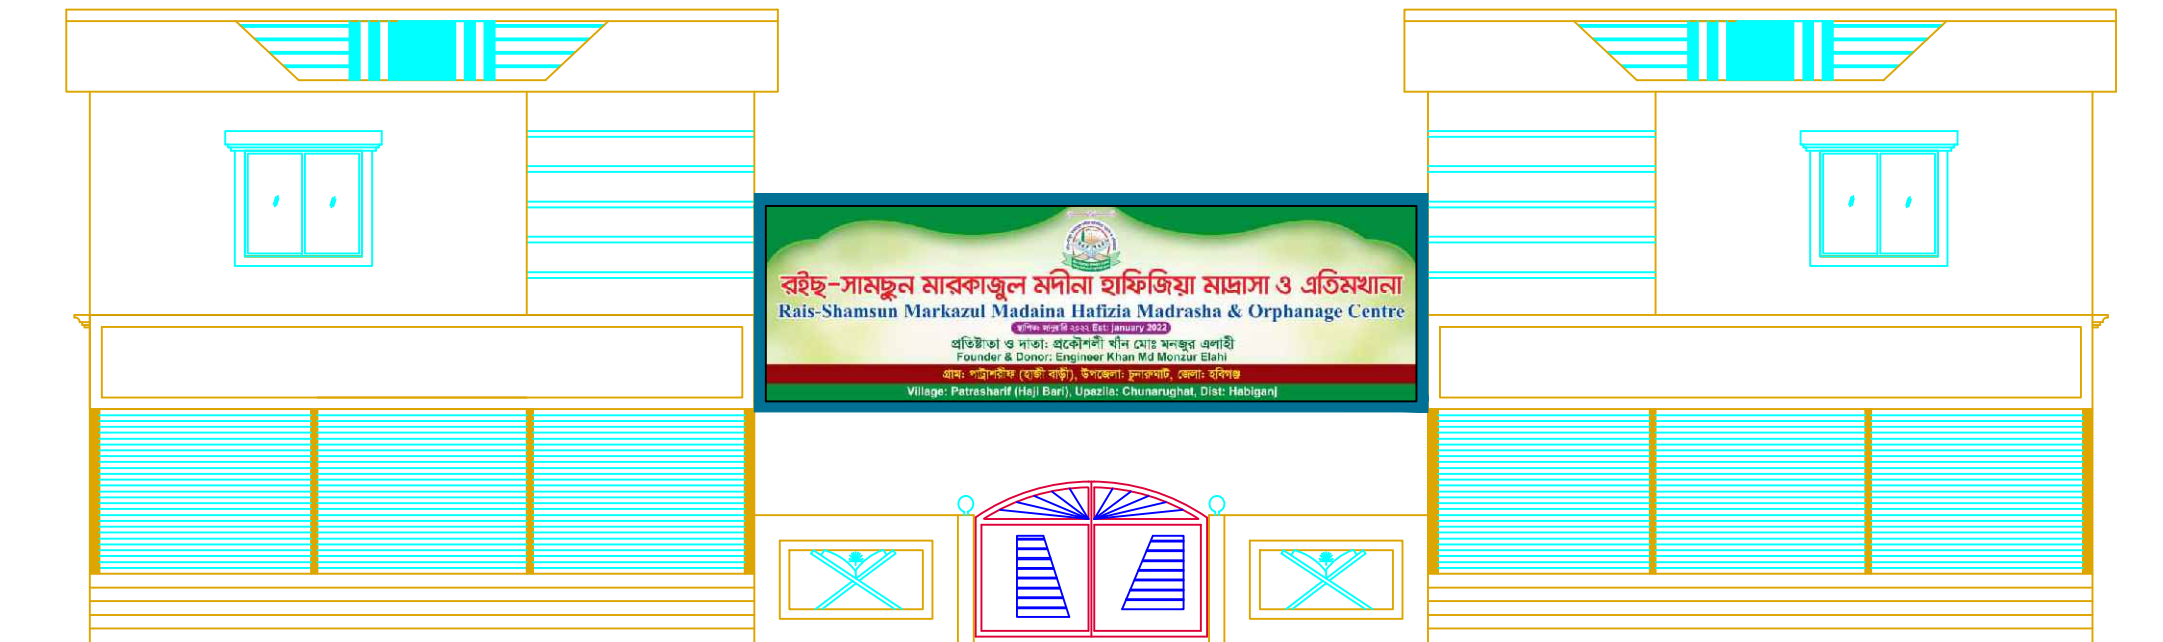 রইছ-সামছুন মারকাজুল মদীনা হাফিজিয়া মাদ্রাসা ও এতিমখানা
Rais-Shamsun Markazul Madaina Hafizia Madrasha & Orphanage Centre
স্থাপিত: জানুয়ারি ২০২২ Est: January 2022
প্রতিষ্টাতা ও দাতা: প্রকৌশলী খাঁন মোঃ মনজুর এলাহী
Founder & Donor: Engineer Khan Md Monzur Elahi
গ্রাম: পাট্রাশরীফ (হাজী বাড়ী), উপজেলা: চুনারুঘাট, জেলা: হবিগঞ্জ
Village: Patrasharif (Haji Bari), Upazila: Chunarughat, Dist: Habiganj